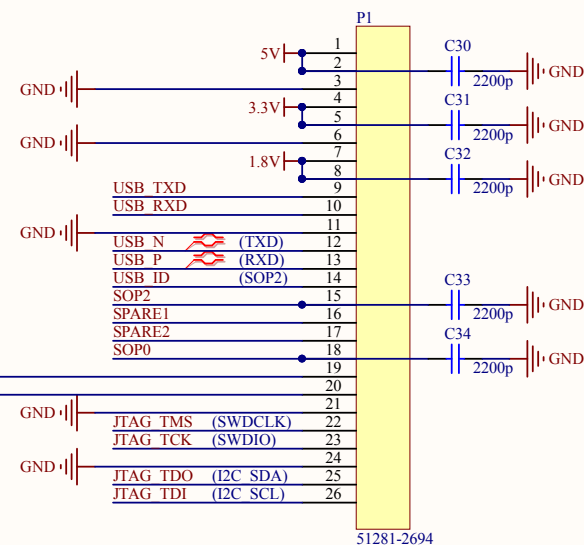 P1
1
5V
2
C30
2200p
GND
GND
3
3.3V
4
5
C31
2200p
GND
GND
6
1.8V
7
8
C32
2200p
GND
USB_TXD
9
USB_RXD
10
GND
11
USB_N
(TXD)
12
USB_P
(RXD)
13
USB_ID
(SOP2)
14
SOP2
15
C33
2200p
GND
SPARE1
16
SPARE2
17
SOP0
18
C34
2200p
GND
19
20
GND
21
JTAG_TMS
(SWDCLK)
22
JTAG_TCK
(SWDIO)
23
GND
24
JTAG_TDO
(I2C_SDA)
25
JTAG_TDI
(I2C_SCL)
26
51281-2694